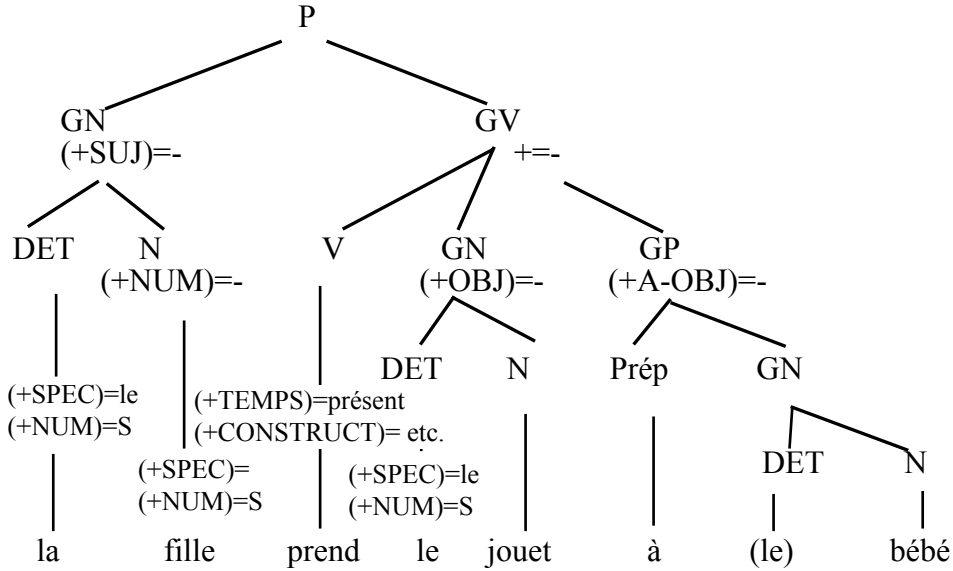 P
GN GV
(+SUJ)=- +=-
DET N V GN GP
(+NUM)=- (+OBJ)=- (+A-OBJ)=-
DET N Prép GN
(+SPEC)=le (+TEMPS)=présent
(+NUM)=S (+CONSTRUCT)= etc.
(+SPEC)= (+SPEC)=le DET N
(+NUM)=S (+NUM)=S
la fille prend le jouet à (le) bébé